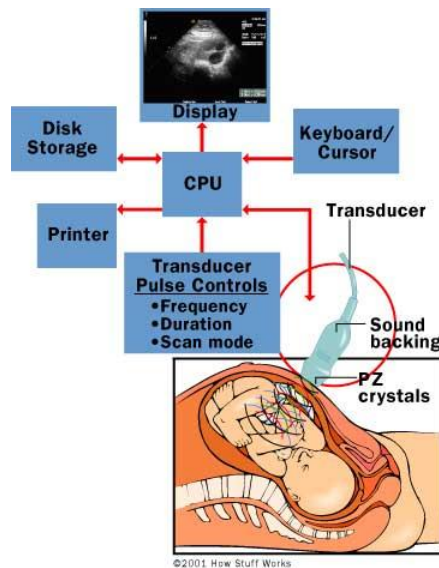 Display
Disk
Storage
Keyboard/
Cursor
CPU
Printer
Transducer
Transducer
Pulse Controls
•Frequency
•Duration
•Scan mode
Sound
backing
PZ
crystals
©2001 How Stuff Works